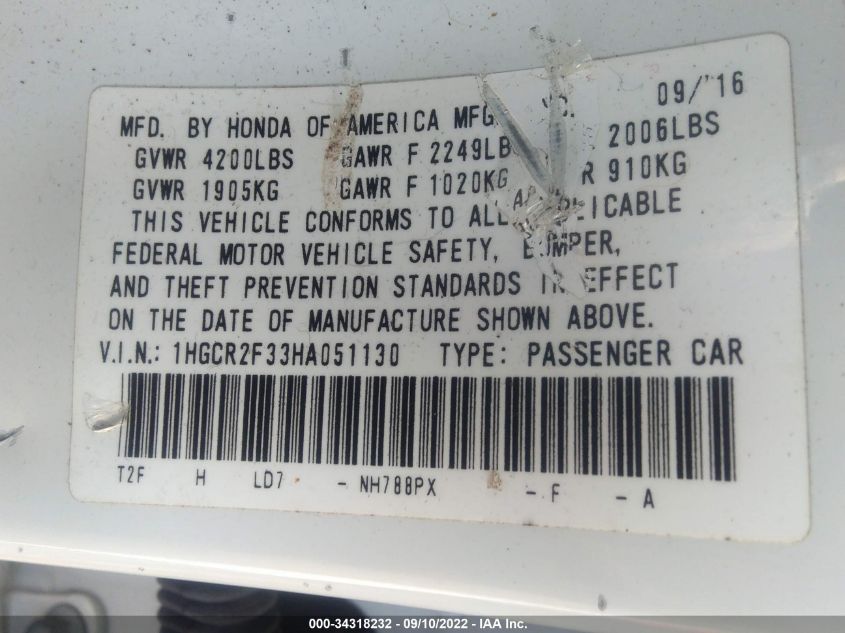 09/'16
MFD. BY HONDA OF AMERICA MFG.
GVWR 4200LBS GAWR F 2249LB 2006LBS
GVWR 1905KG GAWR F 1020KG R 910KG
THIS VEHICLE CONFORMS TO ALL
FEDERAL MOTOR VEHICLE SAFETY, BUMPER,
AND THEFT PREVENTION STANDARDS IN EFFECT
ON THE DATE OF MANUFACTURE SHOWN ABOVE.
V.I.N.: 1HGCR2F33HA051130 TYPE: PASSENGER CAR
T2F H LD7 - NH788PX - F - A
000-34318232 - 09/10/2022 - IAA Inc.